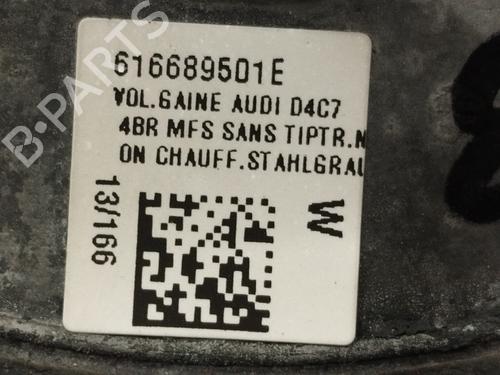 616689501E
VOL.GAINE AUDI D4C7
4BR MFS SANS TIPTR.N
ON CHAUFF.STAHLGRAU
13/166
W
B-PARTS